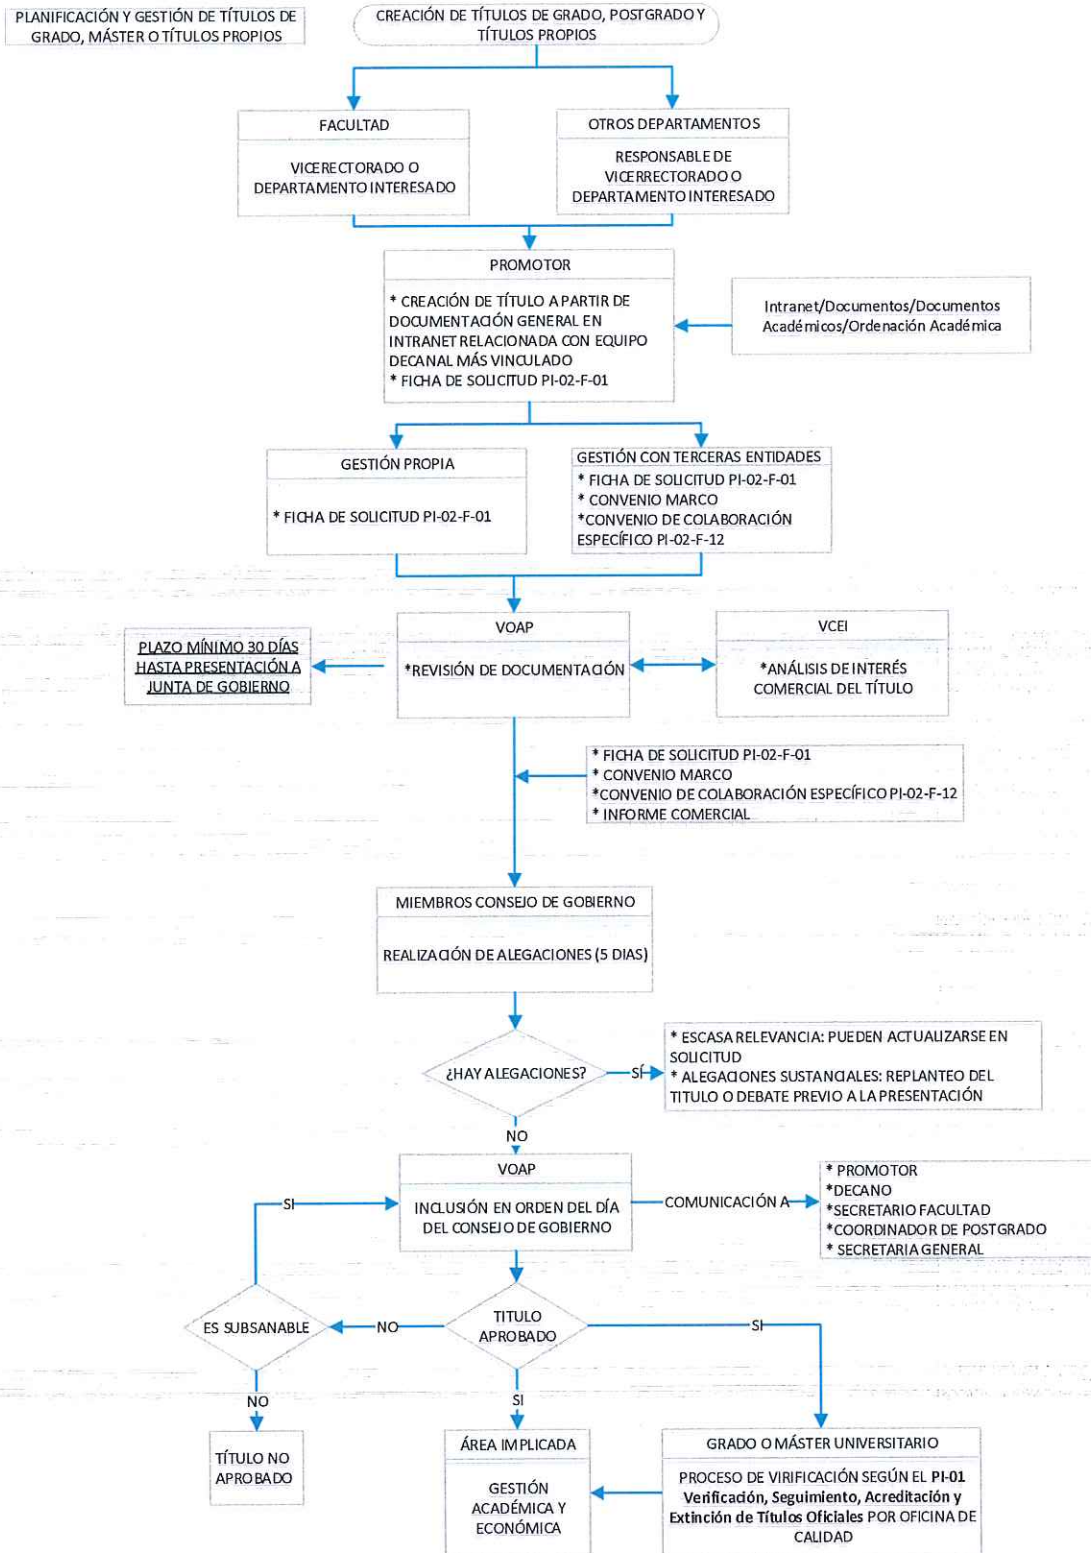 PLANIFICACIÓN Y GESTIÓN DE TÍTULOS DE
GRADO, MÁSTER O TÍTULOS PROPIOS
CREACIÓN DE TÍTULOS DE GRADO, POSTGRADO Y
TÍTULOS PROPIOS
FACULTAD
VICERECTORADO O
DEPARTAMENTO INTERESADO
OTROS DEPARTAMENTOS
RESPONSABLE DE
VICERRECTORADO O
DEPARTAMENTO INTERESADO
PROMOTOR
* CREACIÓN DE TÍTULO A PARTIR DE
DOCUMENTACIÓN GENERAL EN
INTRANET RELACIONADA CON EQUIPO
DECANAL MÁS VINCULADO
* FICHA DE SOLICITUD PI-02-F-01
Intranet/Documentos/Documentos
Académicos/Ordenación Académica
GESTIÓN PROPIA
* FICHA DE SOLICITUD PI-02-F-01
GESTIÓN CON TERCERAS ENTIDADES
* FICHA DE SOLICITUD PI-02-F-01
* CONVENIO MARCO
*CONVENIO DE COLABORACIÓN
ESPECÍFICO PI-02-F-12
PLAZO MÍNIMO 30 DÍAS
HASTA PRESENTACIÓN A
JUNTA DE GOBIERNO
VOAP
*REVISIÓN DE DOCUMENTACIÓN
VCEI
*ANÁLISIS DE INTERÉS
COMERCIAL DEL TÍTULO
* FICHA DE SOLICITUD PI-02-F-01
* CONVENIO MARCO
*CONVENIO DE COLABORACIÓN ESPECÍFICO PI-02-F-12
* INFORME COMERCIAL
MIEMBROS CONSEJO DE GOBIERNO
REALIZACIÓN DE ALEGACIONES (5 DIAS)
¿HAY ALEGACIONES?
SÍ
* ESCASA RELEVANCIA: PUEDEN ACTUALIZARSE EN
SOLICITUD
* ALEGACIONES SUSTANCIALES: REPLANTEO DEL
TITULO O DEBATE PREVIO A LA PRESENTACIÓN
NO
VOAP
INCLUSIÓN EN ORDEN DEL DÍA
DEL CONSEJO DE GOBIERNO
SI
COMUNICACIÓN A
* PROMOTOR
*DECANO
*SECRETARIO FACULTAD
*COORDINADOR DE POSTGRADO
* SECRETARIA GENERAL
ES SUBSANABLE
NO
TITULO
APROBADO
SI
NO
SI
TÍTULO NO
APROBADO
ÁREA IMPLICADA
GESTIÓN
ACADÉMICA Y
ECONÓMICA
GRADO O MÁSTER UNIVERSITARIO
PROCESO DE VIRIFICACIÓN SEGÚN EL PI-01
Verificación, Seguimiento, Acreditación y
Extinción de Títulos Oficiales POR OFICINA DE
CALIDAD